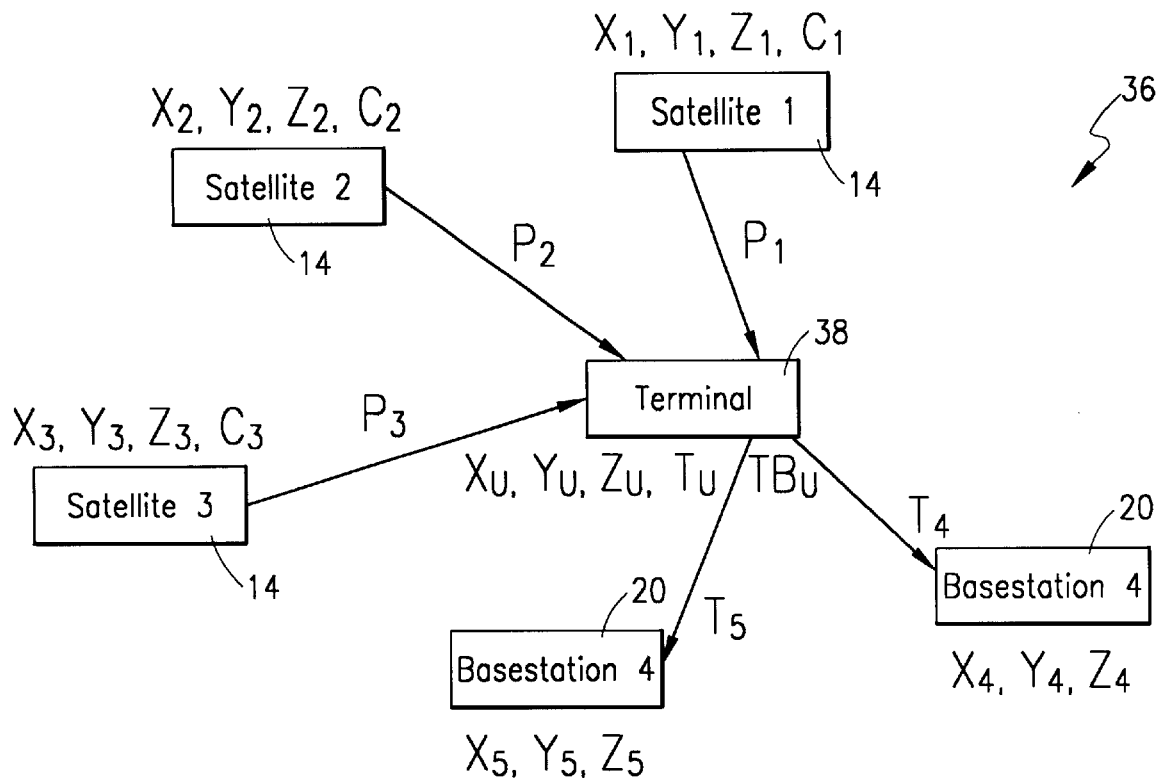 X₁, Y₁, Z₁, C₁
36
Satellite 1
14
X₂, Y₂, Z₂, C₂
Satellite 2
14
P₂
P₁
38
Terminal
X₃, Y₃, Z₃, C₃
P₃
Satellite 3
14
Xᵤ, Yᵤ, Zᵤ, Tᵤ TBᵤ
T₄
20
Basestation 4
X₄, Y₄, Z₄
T₅
20
Basestation 4
X₅, Y₅, Z₅